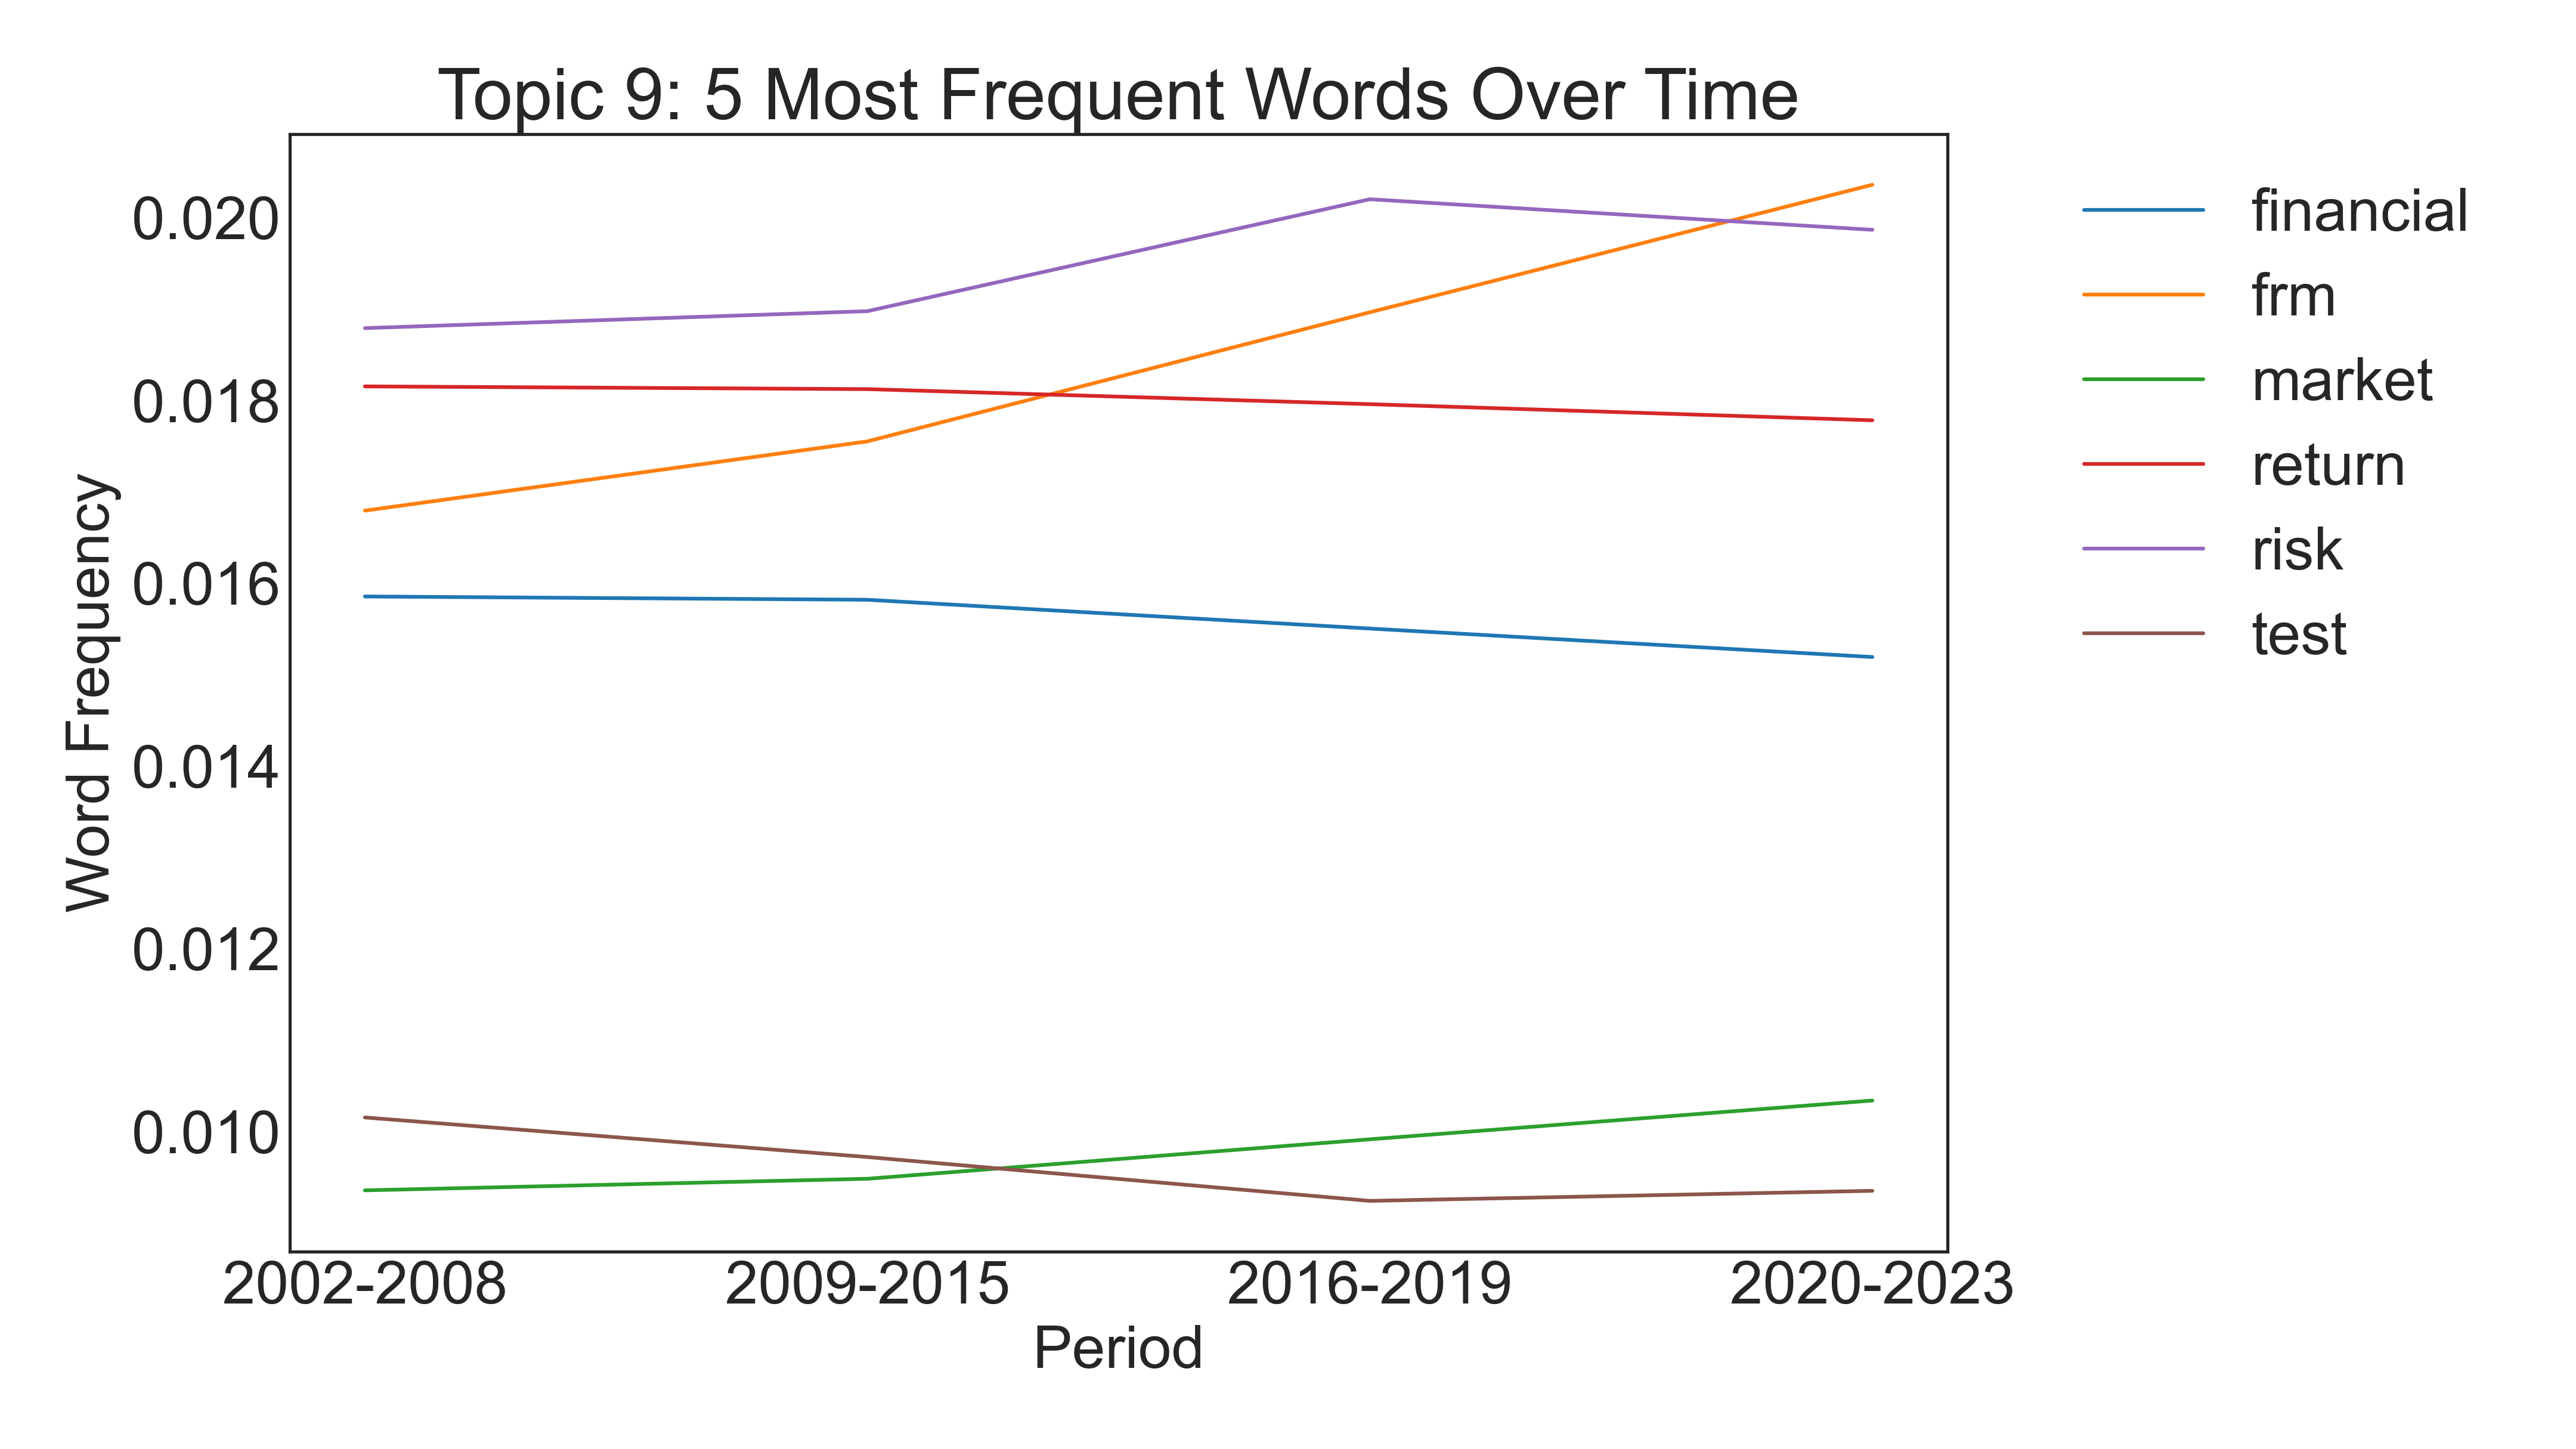 Topic 9: 5 Most Frequent Words Over Time
0.020
0.018
0.016
0.014
0.012
0.010
Word Frequency
2002-2008 2009-2015 2016-2019 2020-2023
Period
financial
frm
market
return
risk
test